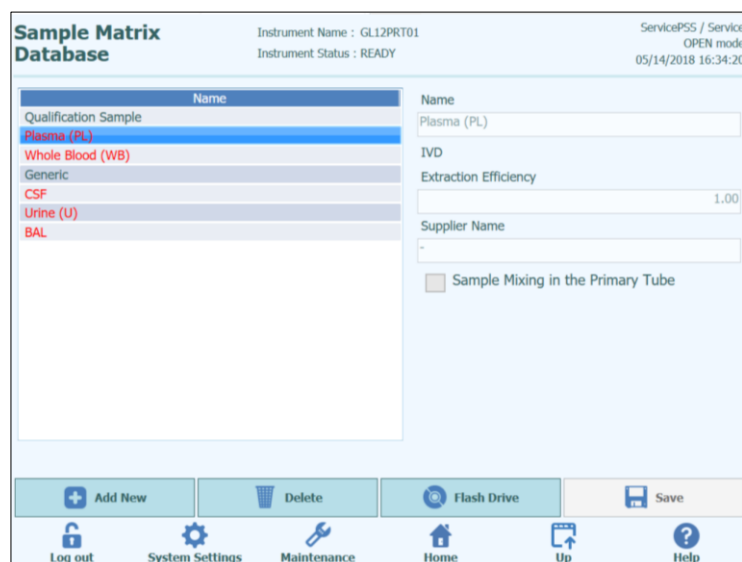 Sample Matrix
Database
Instrument Name : GL12PRT01
Instrument Status : READY
ServicePSS / Service
OPEN mode
05/14/2018 16:34:20
Name
Qualification Sample
Plasma (PL)
Whole Blood (WB)
Generic
CSF
Urine (U)
BAL
Name
Plasma (PL)
IVD
Extraction Efficiency
1.00
Supplier Name
-
Sample Mixing in the Primary Tube
Add New
Delete
Flash Drive
Save
Log out
System Settings
Maintenance
Home
Up
Help